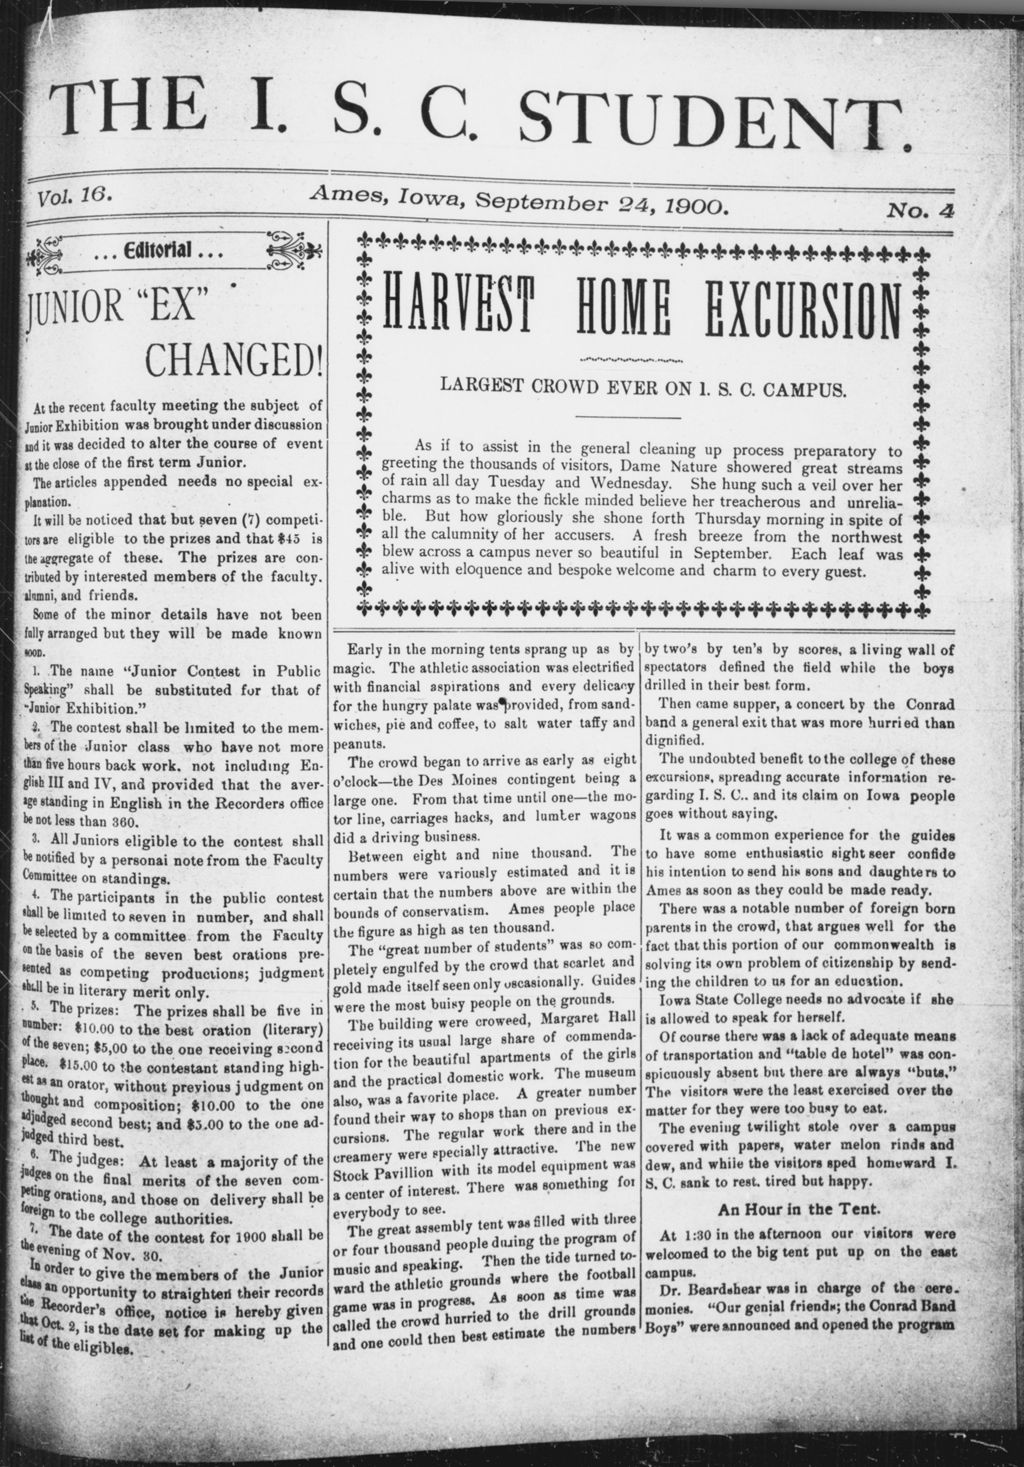 THE I. S. C. STUDENT.
Vol. 16. Ames, Iowa, September 24, 1900. No. 4
... Editorial ...
JUNIOR "EX"
CHANGED!
At the recent faculty meeting the subject of
Junior Exhibition was brought under discussion
and it was decided to alter the course of event
at the close of the first term Junior.
The articles appended needs no special ex-
planation.
It will be noticed that but seven (7) competi-
tors are eligible to the prizes and that $45 is
the aggregate of these. The prizes are con-
tributed by interested members of the faculty,
alumni, and friends.
Some of the minor details have not been
fully arranged but they will be made known
soon.
1. The name "Junior Contest in Public
Speaking" shall be substituted for that of
"Junior Exhibition."
2. The contest shall be limited to the mem-
bers of the Junior class who have not more
than five hours back work, not including En-
glish III and IV, and provided that the aver-
age standing in English in the Recorders office
be not less than 360.
3. All Juniors eligible to the contest shall
be notified by a personal note from the Faculty
Committee on standings.
4. The participants in the public contest
shall be limited to seven in number, and shall
be selected by a committee from the Faculty
on the basis of the seven best orations pre-
sented as competing productions; judgment
shall be in literary merit only.
5. The prizes: The prizes shall be five in
number: $10.00 to the best oration (literary)
of the seven; $5,00 to the one receiving second
place. $15.00 to the contestant standing high-
est as an orator, without previous judgment on
thought and composition; $10.00 to the one
adjudged second best; and $5.00 to the one ad-
judged third best.
6. The judges: At least a majority of the
judges on the final merits of the seven com-
peting orations, and those on delivery shall be
foreign to the college authorities.
7. The date of the contest for 1900 shall be
the evening of Nov. 30.
In order to give the members of the Junior
class an opportunity to straighten their records
the Recorder's office, notice is hereby given
that Oct. 2, is the date set for making up the
list of the eligibles.
HARVEST HOME EXCURSION
LARGEST CROWD EVER ON I. S. C. CAMPUS.
As if to assist in the general cleaning up process preparatory to
greeting the thousands of visitors, Dame Nature showered great streams
of rain all day Tuesday and Wednesday. She hung such a veil over her
charms as to make the fickle minded believe her treacherous and unrelia-
ble. But how gloriously she shone forth Thursday morning in spite of
all the calumnity of her accusers. A fresh breeze from the northwest
blew across a campus never so beautiful in September. Each leaf was
alive with eloquence and bespoke welcome and charm to every guest.
Early in the morning tents sprang up as by
magic. The athletic association was electrified
with financial aspirations and every delicacy
for the hungry palate was provided, from sand-
wiches, pie and coffee, to salt water taffy and
peanuts.
The crowd began to arrive as early as eight
o'clock—the Des Moines contingent being a
large one. From that time until one—the mo-
tor line, carriages hacks, and lumber wagons
did a driving business.
Between eight and nine thousand. The
numbers were variously estimated and it is
certain that the numbers above are within the
bounds of conservatism. Ames people place
the figure as high as ten thousand.
The "great number of students" was so com-
pletely engulfed by the crowd that scarlet and
gold made itself seen only uscasionally. Guides
were the most buisy people on the grounds.
The building were croweed, Margaret Hall
receiving its usual large share of commenda-
tion for the beautiful apartments of the girls
and the practical domestic work. The museum
also, was a favorite place. A greater number
found their way to shops than on previous ex-
cursions. The regular work there and in the
creamery were specially attractive. The new
Stock Pavillion with its model equipment was
a center of interest. There was something for
everybody to see.
The great assembly tent was filled with three
or four thousand people during the program of
music and speaking. Then the tide turned to-
ward the athletic grounds where the football
game was in progress. As soon as time was
called the crowd hurried to the drill grounds
and one could then best estimate the numbers
by two's by ten's by scores, a living wall of
spectators defined the field while the boys
drilled in their best form.
Then came supper, a concert by the Conrad
band a general exit that was more hurried than
dignified.
The undoubted benefit to the college of these
excursions, spreading accurate information re-
garding I. S. C.. and its claim on Iowa people
goes without saying.
It was a common experience for the guides
to have some enthusiastic sight seer confide
his intention to send his sons and daughters to
Ames as soon as they could be made ready.
There was a notable number of foreign born
parents in the crowd, that argues well for the
fact that this portion of our commonwealth is
solving its own problem of citizenship by send-
ing the children to us for an education.
Iowa State College needs no advocate if she
is allowed to speak for herself.
Of course there was a lack of adequate means
of transportation and "table de hotel" was con-
spicuously absent but there are always "buts."
The visitors were the least exercised over the
matter for they were too busy to eat.
The evening twilight stole over a campus
covered with papers, water melon rinds and
dew, and while the visitors sped homeward I.
S. C. sank to rest, tired but happy.
An Hour in the Tent.
At 1:30 in the afternoon our visitors were
welcomed to the big tent put up on the east
campus.
Dr. Beardshear was in charge of the cere-
monies. "Our genial friends; the Conrad Band
Boys" were announced and opened the program